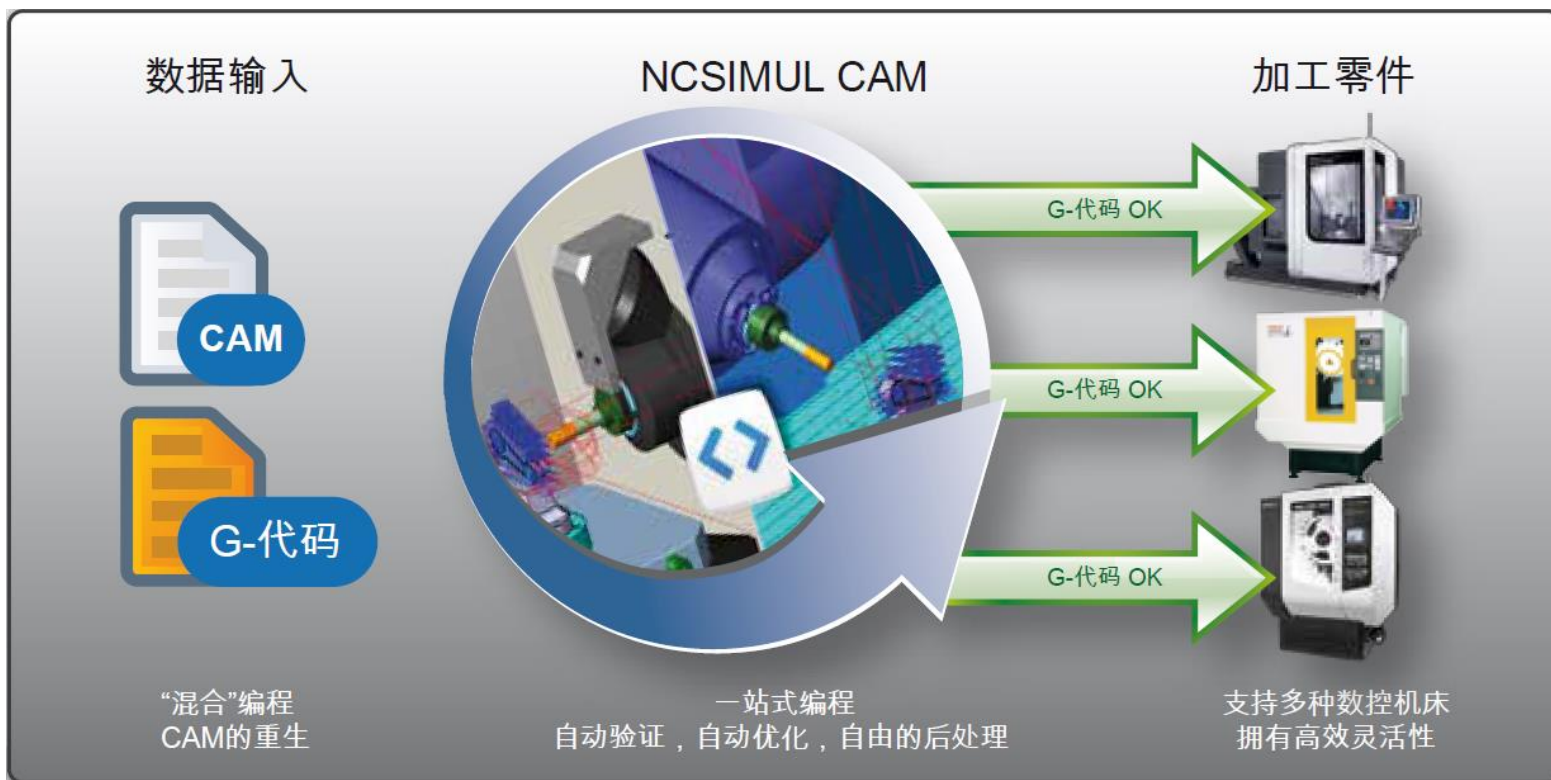 数据输入
NCSIMUL CAM
加工零件
CAM
G-代码
G-代码 OK
G-代码 OK
G-代码 OK
“混合”编程
CAM的重生
一站式编程
自动验证，自动优化，自由的后处理
支持多种数控机床
拥有高效灵活性